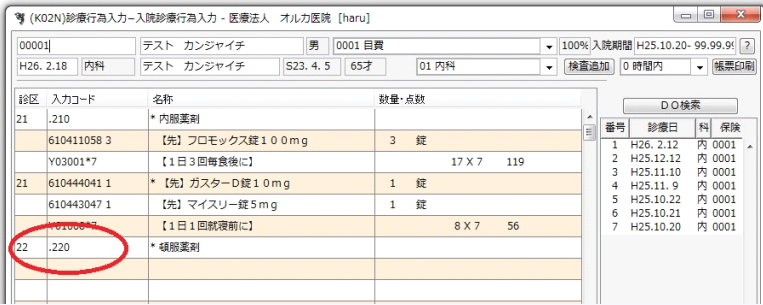 (K02N)診療行為入力−入院診療行為入力 - 医療法人　オルカ医院 [haru]
00001 テスト　カンジャイチ 男 0001 目費 100% 入院期間 H25.10.20- 99.99.99 ?
H26. 2.18 内科 テスト　カンジャイチ S23. 4. 5 65才 01 内科 検査追加 0 時間内 帳票印刷
診区 入力コード 名称 数量・点数
21 .210 * 内服薬剤
610411058 3 【先】フロモックス錠１００ｍｇ 3 錠
Y03001*7 【１日３回毎食後に】 17 X 7 119
21 610444041 1 * 【先】ガスターＤ錠１０ｍｇ 1 錠
610443047 1 【先】マイスリー錠５ｍｇ 1 錠
【１日１回就寝前に】 8 X 7 56
22 .220 * 頓服薬剤
ＤＯ検索
番号 診療日 科 保険
1 H26. 2.12 内 0001
2 H25.12.12 内 0001
3 H25.11.10 内 0001
4 H25.11. 9 内 0001
5 H25.10.22 内 0001
6 H25.10.21 内 0001
7 H25.10.20 内 0001